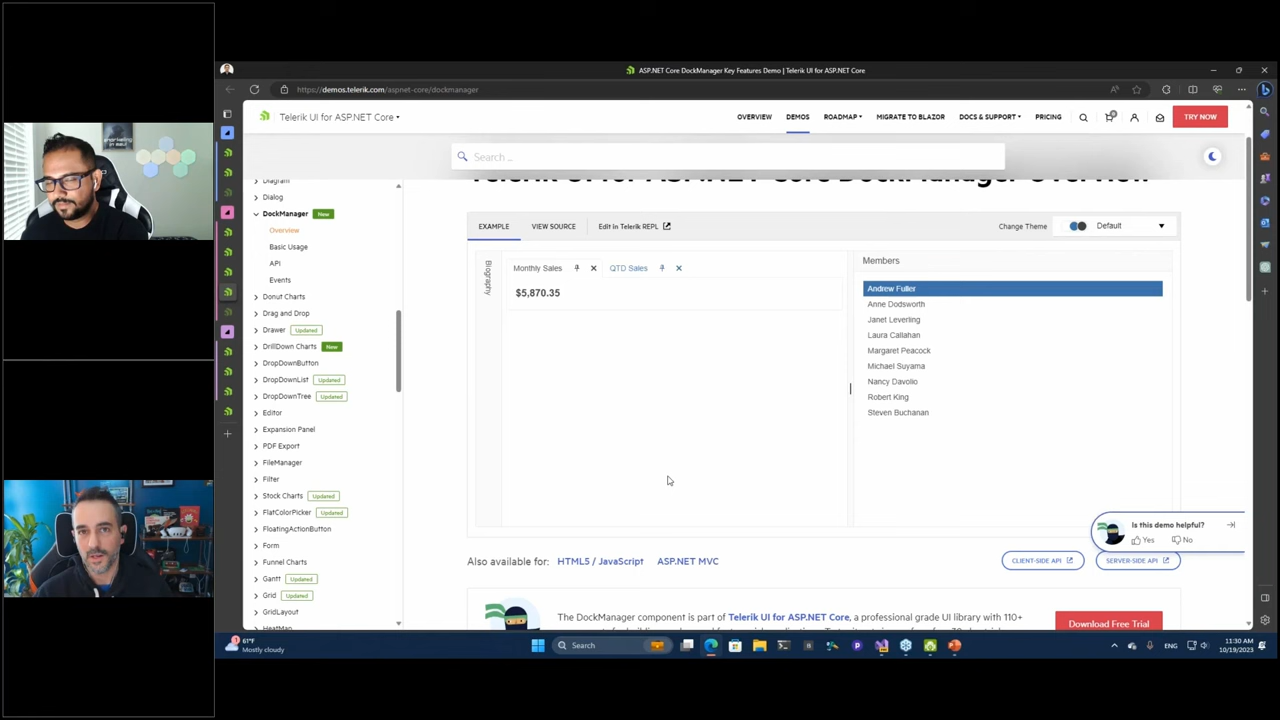 ASP.NET Core DockManager Key Features Demo | Telerik UI for ASP.NET Core
https://demos.telerik.com/aspnet-core/dockmanager
Telerik UI for ASP.NET Core
OVERVIEW
DEMOS
ROADMAP
MIGRATE TO BLAZOR
DOCS & SUPPORT
PRICING
TRY NOW
Search ...
Diagram
Dialog
DockManager New
Overview
Basic Usage
API
Events
Donut Charts
Drag and Drop
Drawer Updated
DrillDown Charts New
DropDownButton
DropDownList Updated
DropDownTree Updated
Editor
Expansion Panel
PDF Export
FileManager
Filter
Stock Charts Updated
FlatColorPicker Updated
FloatingActionButton
Form
Funnel Charts
Gantt Updated
Grid Updated
GridLayout
HeatMap
Telerik UI for ASP.NET Core DockManager Overview
EXAMPLE
VIEW SOURCE
Edit in Telerik REPL
Change Theme
Default
Biography
Monthly Sales
QTD Sales
$5,870.35
Members
Andrew Fuller
Anne Dodsworth
Janet Leverling
Laura Callahan
Margaret Peacock
Michael Suyama
Nancy Davolio
Robert King
Steven Buchanan
Is this demo helpful?
Yes
No
Also available for:
HTML5 / JavaScript
ASP.NET MVC
CLIENT-SIDE API
SERVER-SIDE API
The DockManager component is part of Telerik UI for ASP.NET Core, a professional grade UI library with 110+
Download Free Trial
61°F
Mostly cloudy
Search
ENG
11:30 AM
10/19/2023